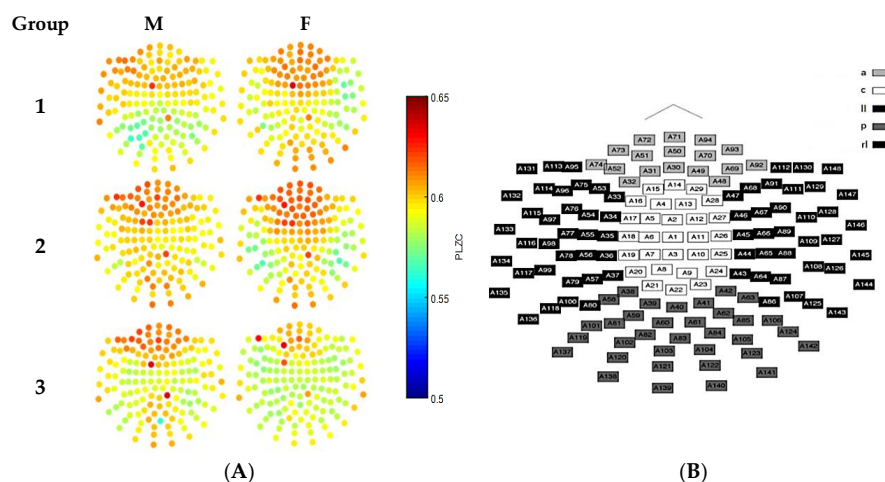 Group M F
1
2
3
0.65
0.6
0.55
0.5
PLZC
(A)
a
c
ll
p
rl
A72 A71 A94
A73 A51 A50 A70 A93
A131 A113 A95 A74 A52 A31 A30 A49 A69 A92 A112 A130 A148
A132 A114 A96 A75 A53 A32 A15 A14 A29 A48 A68 A91 A111 A129 A147
A33 A16 A4 A13 A28 A47
A133 A115 A97 A76 A54 A34 A17 A5 A2 A12 A27 A46 A67 A90 A110 A128 A146
A116 A98 A77 A55 A35 A18 A6 A1 A11 A26 A45 A66 A89 A109 A127
A134 A78 A56 A36 A19 A7 A3 A10 A25 A44 A65 A88 A145
A117 A99 A79 A57 A37 A20 A8 A9 A24 A43 A64 A87 A108 A126 A144
A135 A118 A100 A80 A58 A38 A21 A22 A23 A42 A63 A86 A107 A125
A136 A101 A81 A59 A39 A40 A41 A62 A85 A106 A143
A119 A82 A60 A61 A84 A124
A137 A102 A83 A105 A142
A120 A103 A104 A123
A138 A121 A122 A141
A139 A140
(B)